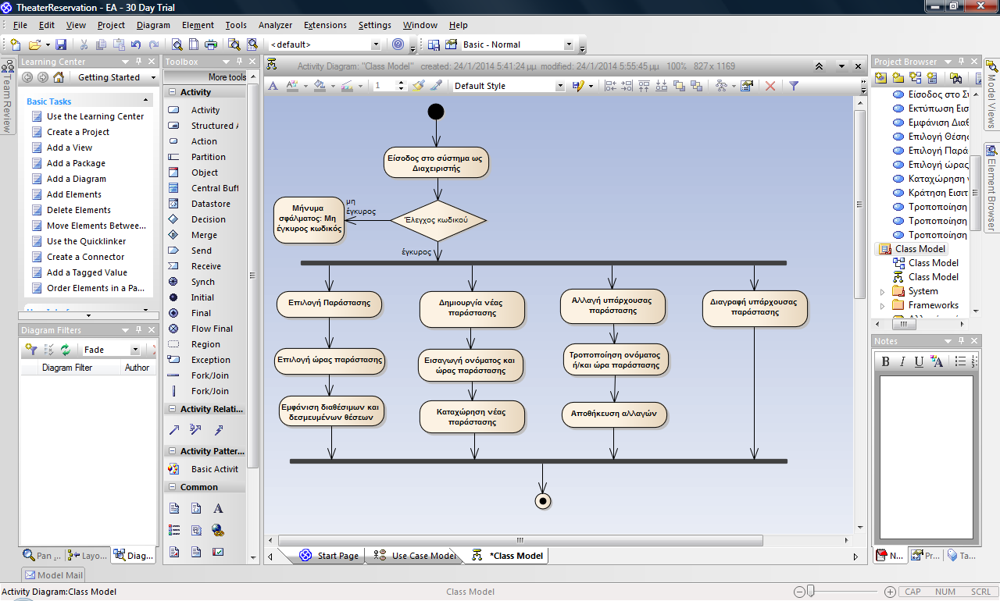 TheaterReservation - EA - 30 Day Trial
File Edit View Project Diagram Element Tools Analyzer Extensions Settings Window Help
<default>
Basic - Normal
Team Review
Learning Center
Getting Started
Basic Tasks
Use the Learning Center
Create a Project
Add a View
Add a Package
Add a Diagram
Add Elements
Delete Elements
Move Elements Betwee...
Use the Quicklinker
Create a Connector
Add a Tagged Value
Order Elements in a Pa...
Diagram Filters
Fade
Diagram Filter Author
Pan ... Layo... Diag...
Model Mail
Toolbox
More tools
Activity
Activity
Structured A
Action
Partition
Object
Central Buff
Datastore
Decision
Merge
Send
Receive
Synch
Initial
Final
Flow Final
Region
Exception
Fork/Join
Fork/Join
Activity Relati...
Activity Patter...
Basic Activit
Common
Activity Diagram: "Class Model" created: 24/1/2014 5:41:24 μμ modified: 24/1/2014 5:55:45 μμ 100% 827 x 1169
1
Default Style
Είσοδος στο σύστημα ως
Διαχειριστής
Μήνυμα
σφάλματος: Μη
έγκυρος κωδικός
μη
έγκυρος
Έλεγχος κωδικού
έγκυρος
Επιλογή Παράστασης
Δημιουργία νέας
παράστασης
Αλλαγή υπάρχουσας
παράστασης
Διαγραφή υπάρχουσας
παράστασης
Επιλογή ώρας παράστασης
Εισαγωγή ονόματος και
ώρας παράστασης
Τροποποίηση ονόματος
ή/και ώρα παράστασης
Εμφάνιση διαθέσιμων και
δεσμευμένων θέσεων
Καταχώρηση νέας
παράστασης
Αποθήκευση αλλαγών
Start Page Use Case Model *Class Model
Project Browser
Είσοδος στο Σ
Εκτύπωση Εισ
Εμφάνιση Διαθ
Επιλογή Θέσης
Επιλογή Παρά
Επιλογή ώρας
Καταχώρηση ν
Κράτηση Εισιτ
Τροποποίηση
Τροποποίηση
Τροποποίηση
Class Model
Class Model
Class Model
System
Frameworks
Notes
B I U A
N... Pr... Ta...
Model Views
Element Browser
Activity Diagram:Class Model
Class Model
CAP NUM SCRL